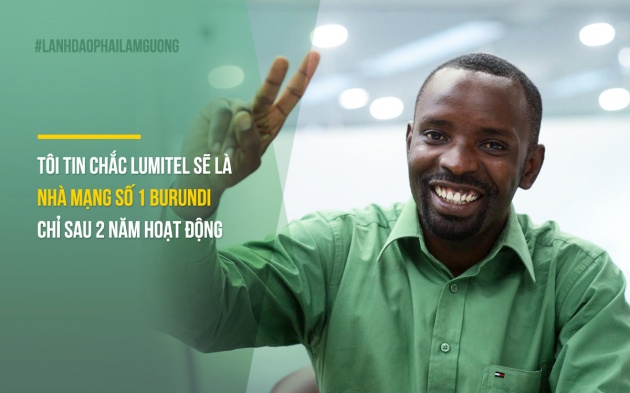 #LANHDAOPHAILAMGUONG
TÔI TIN CHẮC LUMITEL SẼ LÀ
NHÀ MẠNG SỐ 1 BURUNDI
CHỈ SAU 2 NĂM HOẠT ĐỘNG